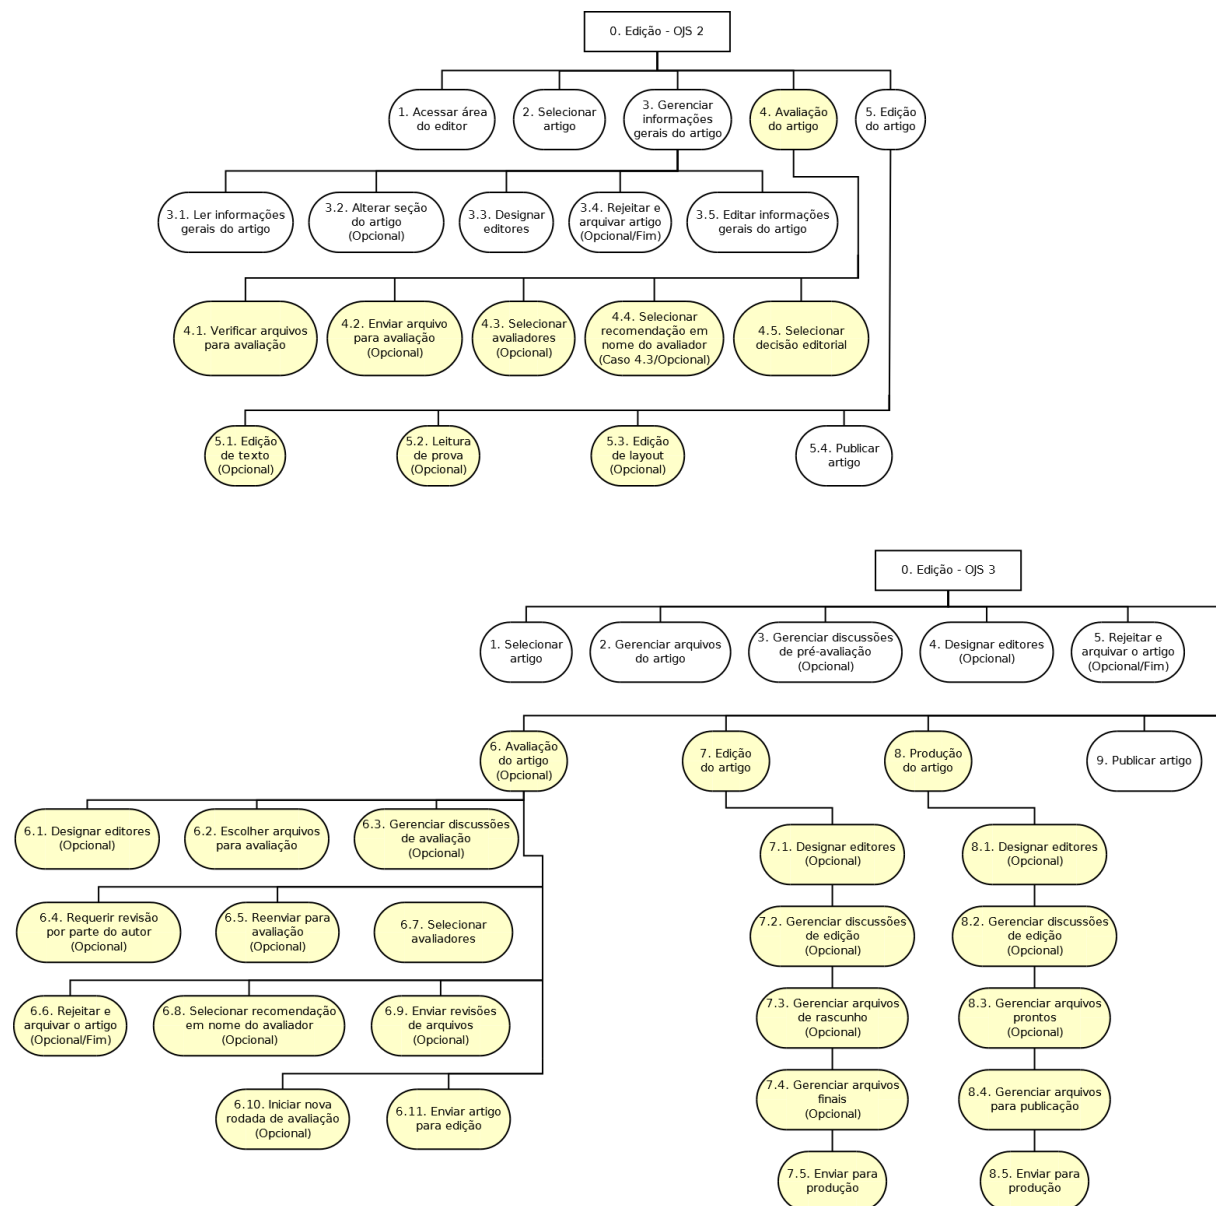 0. Edição - OJS 2
1. Acessar área
do editor
2. Selecionar
artigo
3. Gerenciar
informações
gerais do artigo
4. Avaliação
do artigo
5. Edição
do artigo
3.1. Ler informações
gerais do artigo
3.2. Alterar seção
do artigo
(Opcional)
3.3. Designar
editores
3.4. Rejeitar e
arquivar artigo
(Opcional/Fim)
3.5. Editar informações
gerais do artigo
4.1. Verificar arquivos
para avaliação
4.2. Enviar arquivo
para avaliação
(Opcional)
4.3. Selecionar
avaliadores
(Opcional)
4.4. Selecionar
recomendação em
nome do avaliador
(Caso 4.3/Opcional)
4.5. Selecionar
decisão editorial
5.1. Edição
de texto
(Opcional)
5.2. Leitura
de prova
(Opcional)
5.3. Edição
de layout
(Opcional)
5.4. Publicar
artigo
0. Edição - OJS 3
1. Selecionar
artigo
2. Gerenciar arquivos
do artigo
3. Gerenciar discussões
de pré-avaliação
(Opcional)
4. Designar editores
(Opcional)
5. Rejeitar e
arquivar o artigo
(Opcional/Fim)
6. Avaliação
do artigo
(Opcional)
7. Edição
do artigo
8. Produção
do artigo
9. Publicar artigo
6.1. Designar editores
(Opcional)
6.2. Escolher arquivos
para avaliação
6.3. Gerenciar discussões
de avaliação
(Opcional)
6.4. Requerir revisão
por parte do autor
(Opcional)
6.5. Reenviar para
avaliação
(Opcional)
6.7. Selecionar
avaliadores
6.6. Rejeitar e
arquivar o artigo
(Opcional/Fim)
6.8. Selecionar recomendação
em nome do avaliador
(Opcional)
6.9. Enviar revisões
de arquivos
(Opcional)
6.10. Iniciar nova
rodada de avaliação
(Opcional)
6.11. Enviar artigo
para edição
7.1. Designar editores
(Opcional)
7.2. Gerenciar discussões
de edição
(Opcional)
7.3. Gerenciar arquivos
de rascunho
(Opcional)
7.4. Gerenciar arquivos
finais
(Opcional)
7.5. Enviar para
produção
8.1. Designar editores
(Opcional)
8.2. Gerenciar discussões
de edição
(Opcional)
8.3. Gerenciar arquivos
prontos
(Opcional)
8.4. Gerenciar arquivos
para publicação
8.5. Enviar para
produção